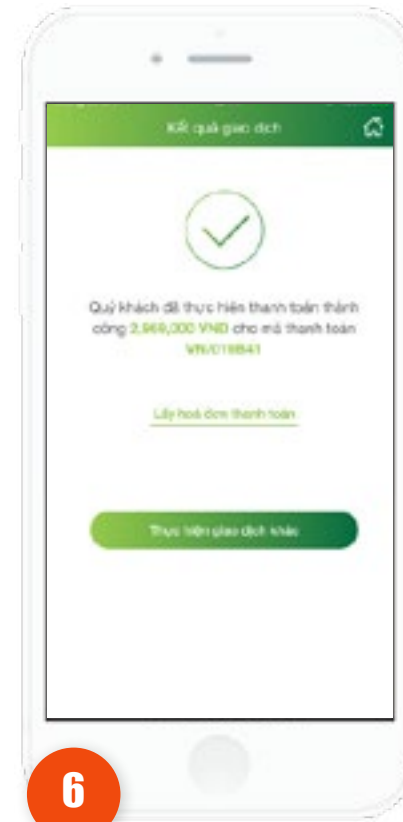 Kết quả giao dịch
Quý khách đã thực hiện thanh toán thành
công 2,969,000 VND cho mã thanh toán
Lấy hoá đơn thanh toán
Thực hiện giao dịch khác
6